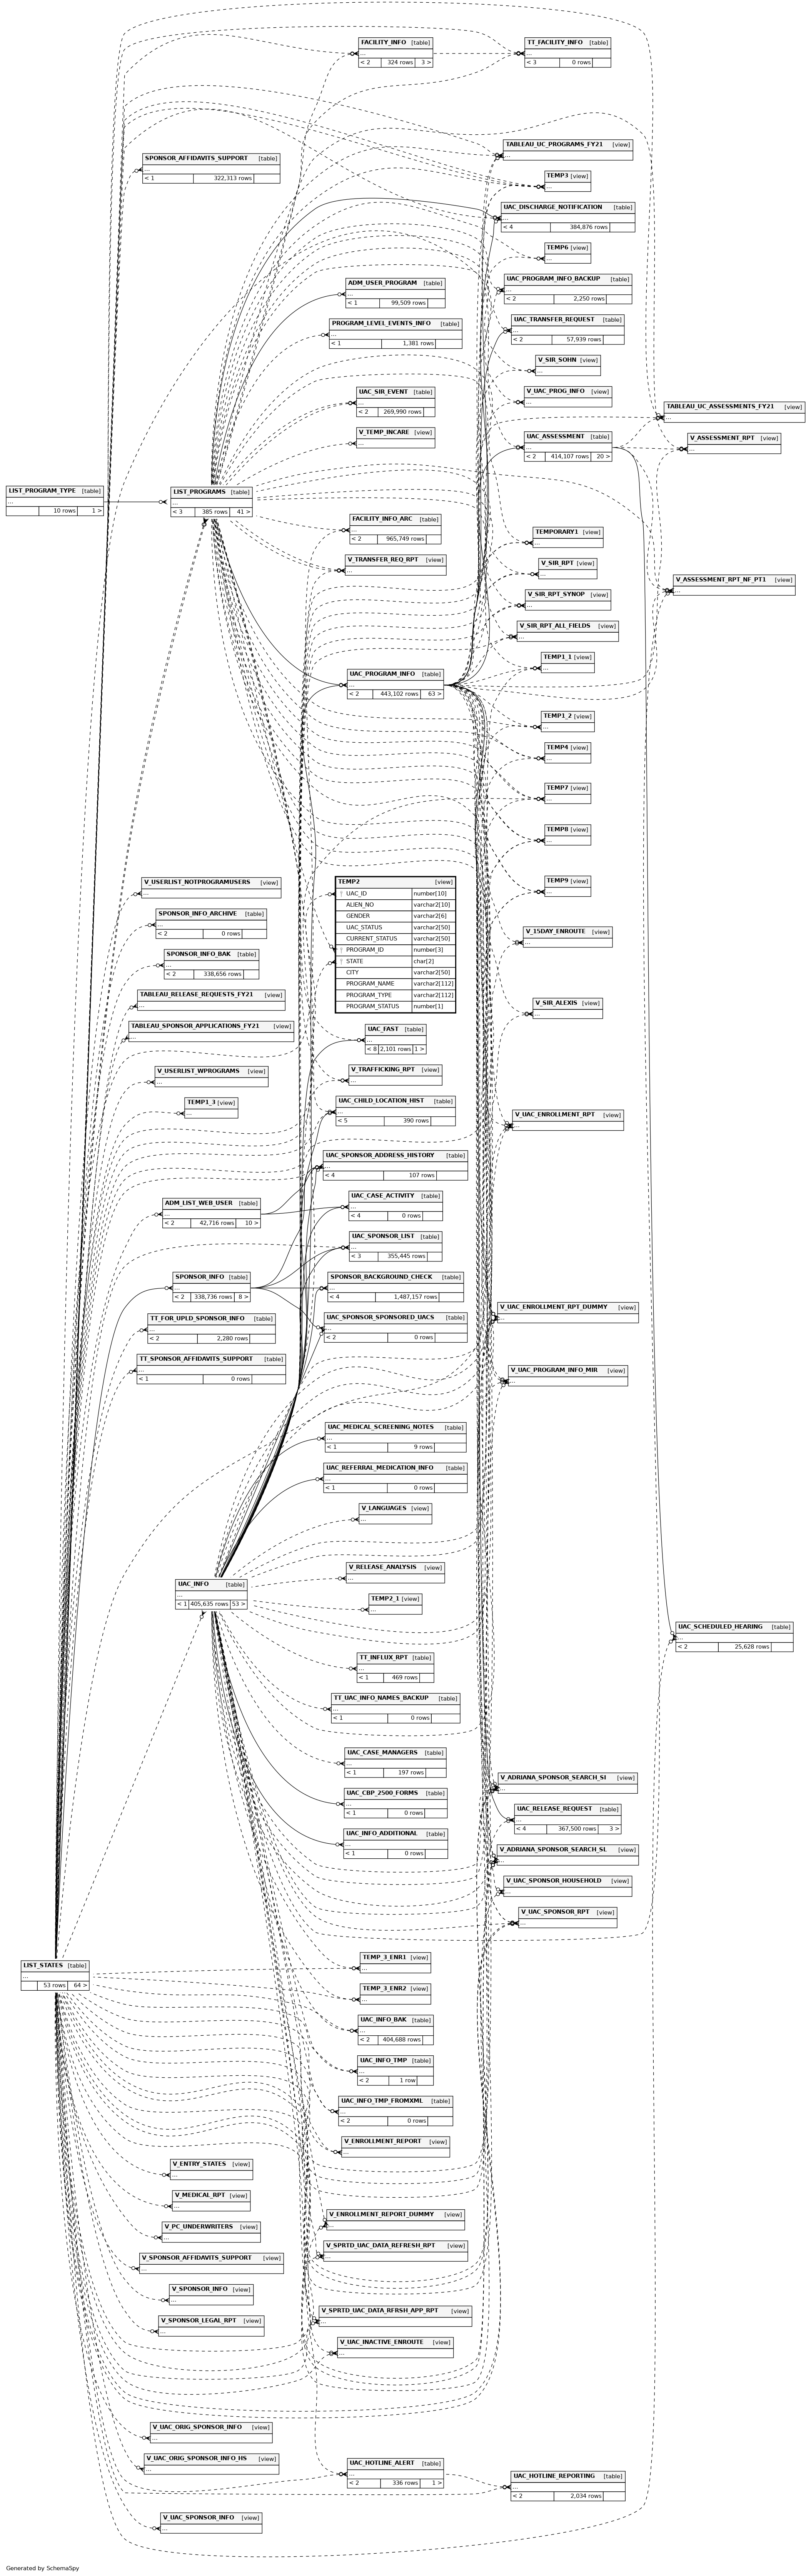 FACILITY_INFO [table]
...
< 2 324 rows 3 >
TT_FACILITY_INFO [table]
...
< 3 0 rows
TABLEAU_UC_PROGRAMS_FY21 [view]
...
SPONSOR_AFFIDAVITS_SUPPORT [table]
...
< 1 322,313 rows
TEMP3 [view]
...
UAC_DISCHARGE_NOTIFICATION [table]
...
< 4 384,876 rows
TEMP6 [view]
...
ADM_USER_PROGRAM [table]
...
< 1 99,509 rows
UAC_PROGRAM_INFO_BACKUP [table]
...
< 2 2,250 rows
PROGRAM_LEVEL_EVENTS_INFO [table]
...
< 1 1,381 rows
UAC_TRANSFER_REQUEST [table]
...
< 2 57,939 rows
V_SIR_SOHN [view]
...
UAC_SIR_EVENT [table]
...
< 2 269,990 rows
V_UAC_PROG_INFO [view]
...
TABLEAU_UC_ASSESSMENTS_FY21 [view]
...
V_TEMP_INCARE [view]
...
UAC_ASSESSMENT [table]
...
< 2 414,107 rows 20 >
V_ASSESSMENT_RPT [view]
...
LIST_PROGRAM_TYPE [table]
...
10 rows 1 >
LIST_PROGRAMS [table]
...
< 3 385 rows 41 >
FACILITY_INFO_ARC [table]
...
< 2 965,749 rows
TEMPORARY1 [view]
...
V_TRANSFER_REQ_RPT [view]
...
V_SIR_RPT [view]
...
V_ASSESSMENT_RPT_NF_PT1 [view]
...
V_SIR_RPT_SYNOP [view]
...
V_SIR_RPT_ALL_FIELDS [view]
...
TEMP1_1 [view]
...
UAC_PROGRAM_INFO [table]
...
< 2 443,102 rows 63 >
TEMP1_2 [view]
...
TEMP4 [view]
...
TEMP7 [view]
...
TEMP8 [view]
...
TEMP9 [view]
...
V_USERLIST_NOTPROGRAMUSERS [view]
...
TEMP2 [view]
UAC_ID number[10]
ALIEN_NO varchar2[10]
GENDER varchar2[6]
UAC_STATUS varchar2[50]
CURRENT_STATUS varchar2[50]
PROGRAM_ID number[3]
STATE char[2]
CITY varchar2[50]
PROGRAM_NAME varchar2[112]
PROGRAM_TYPE varchar2[112]
PROGRAM_STATUS number[1]
SPONSOR_INFO_ARCHIVE [table]
...
< 2 0 rows
V_15DAY_ENROUTE [view]
...
SPONSOR_INFO_BAK [table]
...
< 2 338,656 rows
TABLEAU_RELEASE_REQUESTS_FY21 [view]
...
V_SIR_ALEXIS [view]
...
TABLEAU_SPONSOR_APPLICATIONS_FY21 [view]
...
UAC_FAST [table]
...
< 8 2,101 rows 1 >
V_USERLIST_WPROGRAMS [view]
...
V_TRAFFICKING_RPT [view]
...
TEMP1_3 [view]
...
UAC_CHILD_LOCATION_HIST [table]
...
< 5 390 rows
V_UAC_ENROLLMENT_RPT [view]
...
UAC_SPONSOR_ADDRESS_HISTORY [table]
...
< 4 107 rows
ADM_LIST_WEB_USER [table]
...
< 2 42,716 rows 10 >
UAC_CASE_ACTIVITY [table]
...
< 4 0 rows
UAC_SPONSOR_LIST [table]
...
< 3 355,445 rows
SPONSOR_INFO [table]
...
< 2 338,736 rows 8 >
SPONSOR_BACKGROUND_CHECK [table]
...
< 4 1,487,157 rows
V_UAC_ENROLLMENT_RPT_DUMMY [view]
...
TT_FOR_UPLD_SPONSOR_INFO [table]
...
< 2 2,280 rows
UAC_SPONSOR_SPONSORED_UACS [table]
...
< 2 0 rows
TT_SPONSOR_AFFIDAVITS_SUPPORT [table]
...
< 1 0 rows
V_UAC_PROGRAM_INFO_MIR [view]
...
UAC_MEDICAL_SCREENING_NOTES [table]
...
< 1 9 rows
UAC_REFERRAL_MEDICATION_INFO [table]
...
< 1 0 rows
V_LANGUAGES [view]
...
V_RELEASE_ANALYSIS [view]
...
UAC_INFO [table]
...
< 1 405,635 rows 53 >
TEMP2_1 [view]
...
UAC_SCHEDULED_HEARING [table]
...
< 2 25,628 rows
TT_INFLUX_RPT [table]
...
< 1 469 rows
TT_UAC_INFO_NAMES_BACKUP [table]
...
< 1 0 rows
UAC_CASE_MANAGERS [table]
...
< 1 197 rows
V_ADRIANA_SPONSOR_SEARCH_SI [view]
...
UAC_CBP_2500_FORMS [table]
...
< 1 0 rows
UAC_RELEASE_REQUEST [table]
...
< 4 367,500 rows 3 >
UAC_INFO_ADDITIONAL [table]
...
< 1 0 rows
V_ADRIANA_SPONSOR_SEARCH_SL [view]
...
V_UAC_SPONSOR_HOUSEHOLD [view]
...
V_UAC_SPONSOR_RPT [view]
...
LIST_STATES [table]
...
53 rows 64 >
TEMP_3_ENR1 [view]
...
TEMP_3_ENR2 [view]
...
UAC_INFO_BAK [table]
...
< 2 404,688 rows
UAC_INFO_TMP [table]
...
< 2 1 row
UAC_INFO_TMP_FROMXML [table]
...
< 2 0 rows
V_ENROLLMENT_REPORT [view]
...
V_ENTRY_STATES [view]
...
V_MEDICAL_RPT [view]
...
V_PC_UNDERWRITERS [view]
...
V_ENROLLMENT_REPORT_DUMMY [view]
...
V_SPONSOR_AFFIDAVITS_SUPPORT [view]
...
V_SPRTD_UAC_DATA_REFRESH_RPT [view]
...
V_SPONSOR_INFO [view]
...
V_SPONSOR_LEGAL_RPT [view]
...
V_SPRTD_UAC_DATA_RFRSH_APP_RPT [view]
...
V_UAC_INACTIVE_ENROUTE [view]
...
V_UAC_ORIG_SPONSOR_INFO [view]
...
V_UAC_ORIG_SPONSOR_INFO_HS [view]
...
UAC_HOTLINE_ALERT [table]
...
< 2 336 rows 1 >
UAC_HOTLINE_REPORTING [table]
...
< 2 2,034 rows
V_UAC_SPONSOR_INFO [view]
...
Generated by SchemaSpy